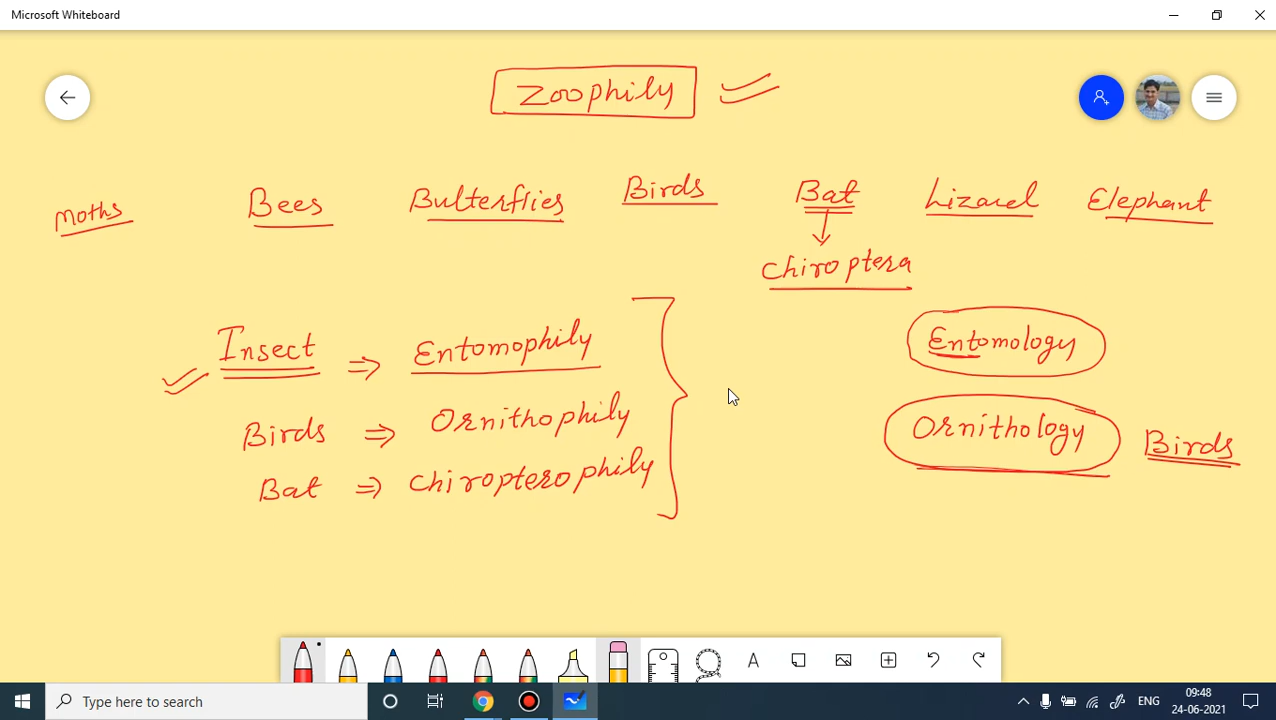 Microsoft Whiteboard
Zoophily
Moths Bees Butterflies Birds Bat Lizard Elephant
Chiroptera
Insect ⇒ Entomophily
Birds ⇒ Ornithophily
Bat ⇒ Chiropterophily
Entomology
Ornithology Birds
A
Type here to search
ENG
09:48
24-06-2021